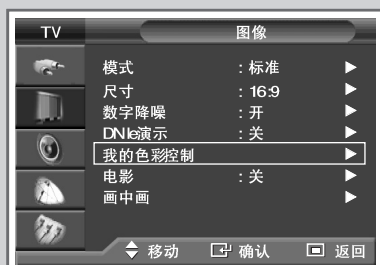 TV 图像
模式 : 标准
尺寸 : 16:9
数字降噪 : 开
DNIe演示 : 关
我的色彩控制
电影 : 关
画中画
移动 确认 返回